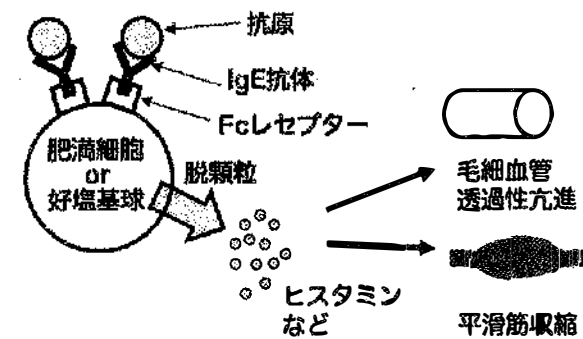 抗原
IgE抗体
Fcレセプター
肥満細胞
or
好塩基球
脱顆粒
ヒスタミン
など
毛細血管
透過性亢進
平滑筋収縮